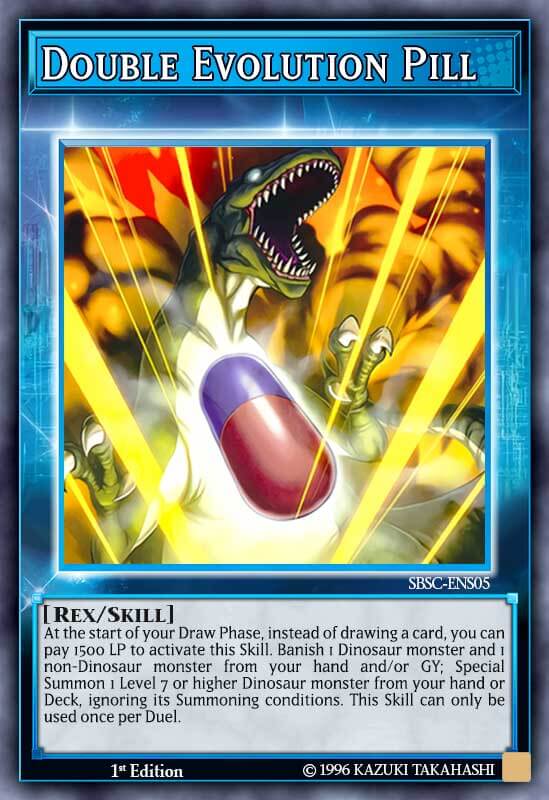 Double Evolution Pill
SBSC-ENS05
[Rex/Skill]
At the start of your Draw Phase, instead of drawing a card, you can
pay 1500 LP to activate this Skill. Banish 1 Dinosaur monster and 1
non-Dinosaur monster from your hand and/or GY; Special
Summon 1 Level 7 or higher Dinosaur monster from your hand or
Deck, ignoring its Summoning conditions. This Skill can only be
used once per Duel.
1st Edition
© 1996 KAZUKI TAKAHASHI